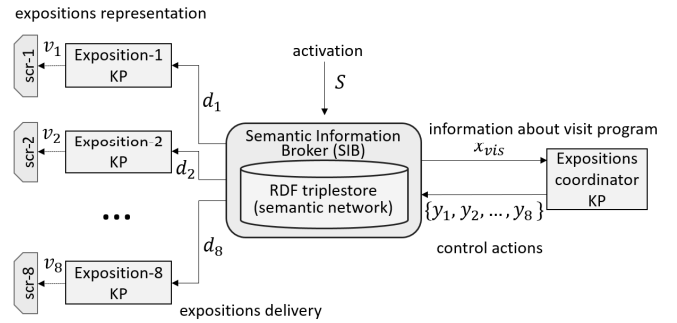 expositions representation
scr-1
v₁
Exposition-1
KP
d₁
activation
S
scr-2
v₂
Exposition-2
KP
d₂
Semantic Information
Broker (SIB)
RDF triplestore
(semantic network)
information about visit program
x_vis
Expositions
coordinator
KP
{y₁, y₂, ..., y₈}
control actions
...
scr-8
v₈
Exposition-8
KP
d₈
expositions delivery